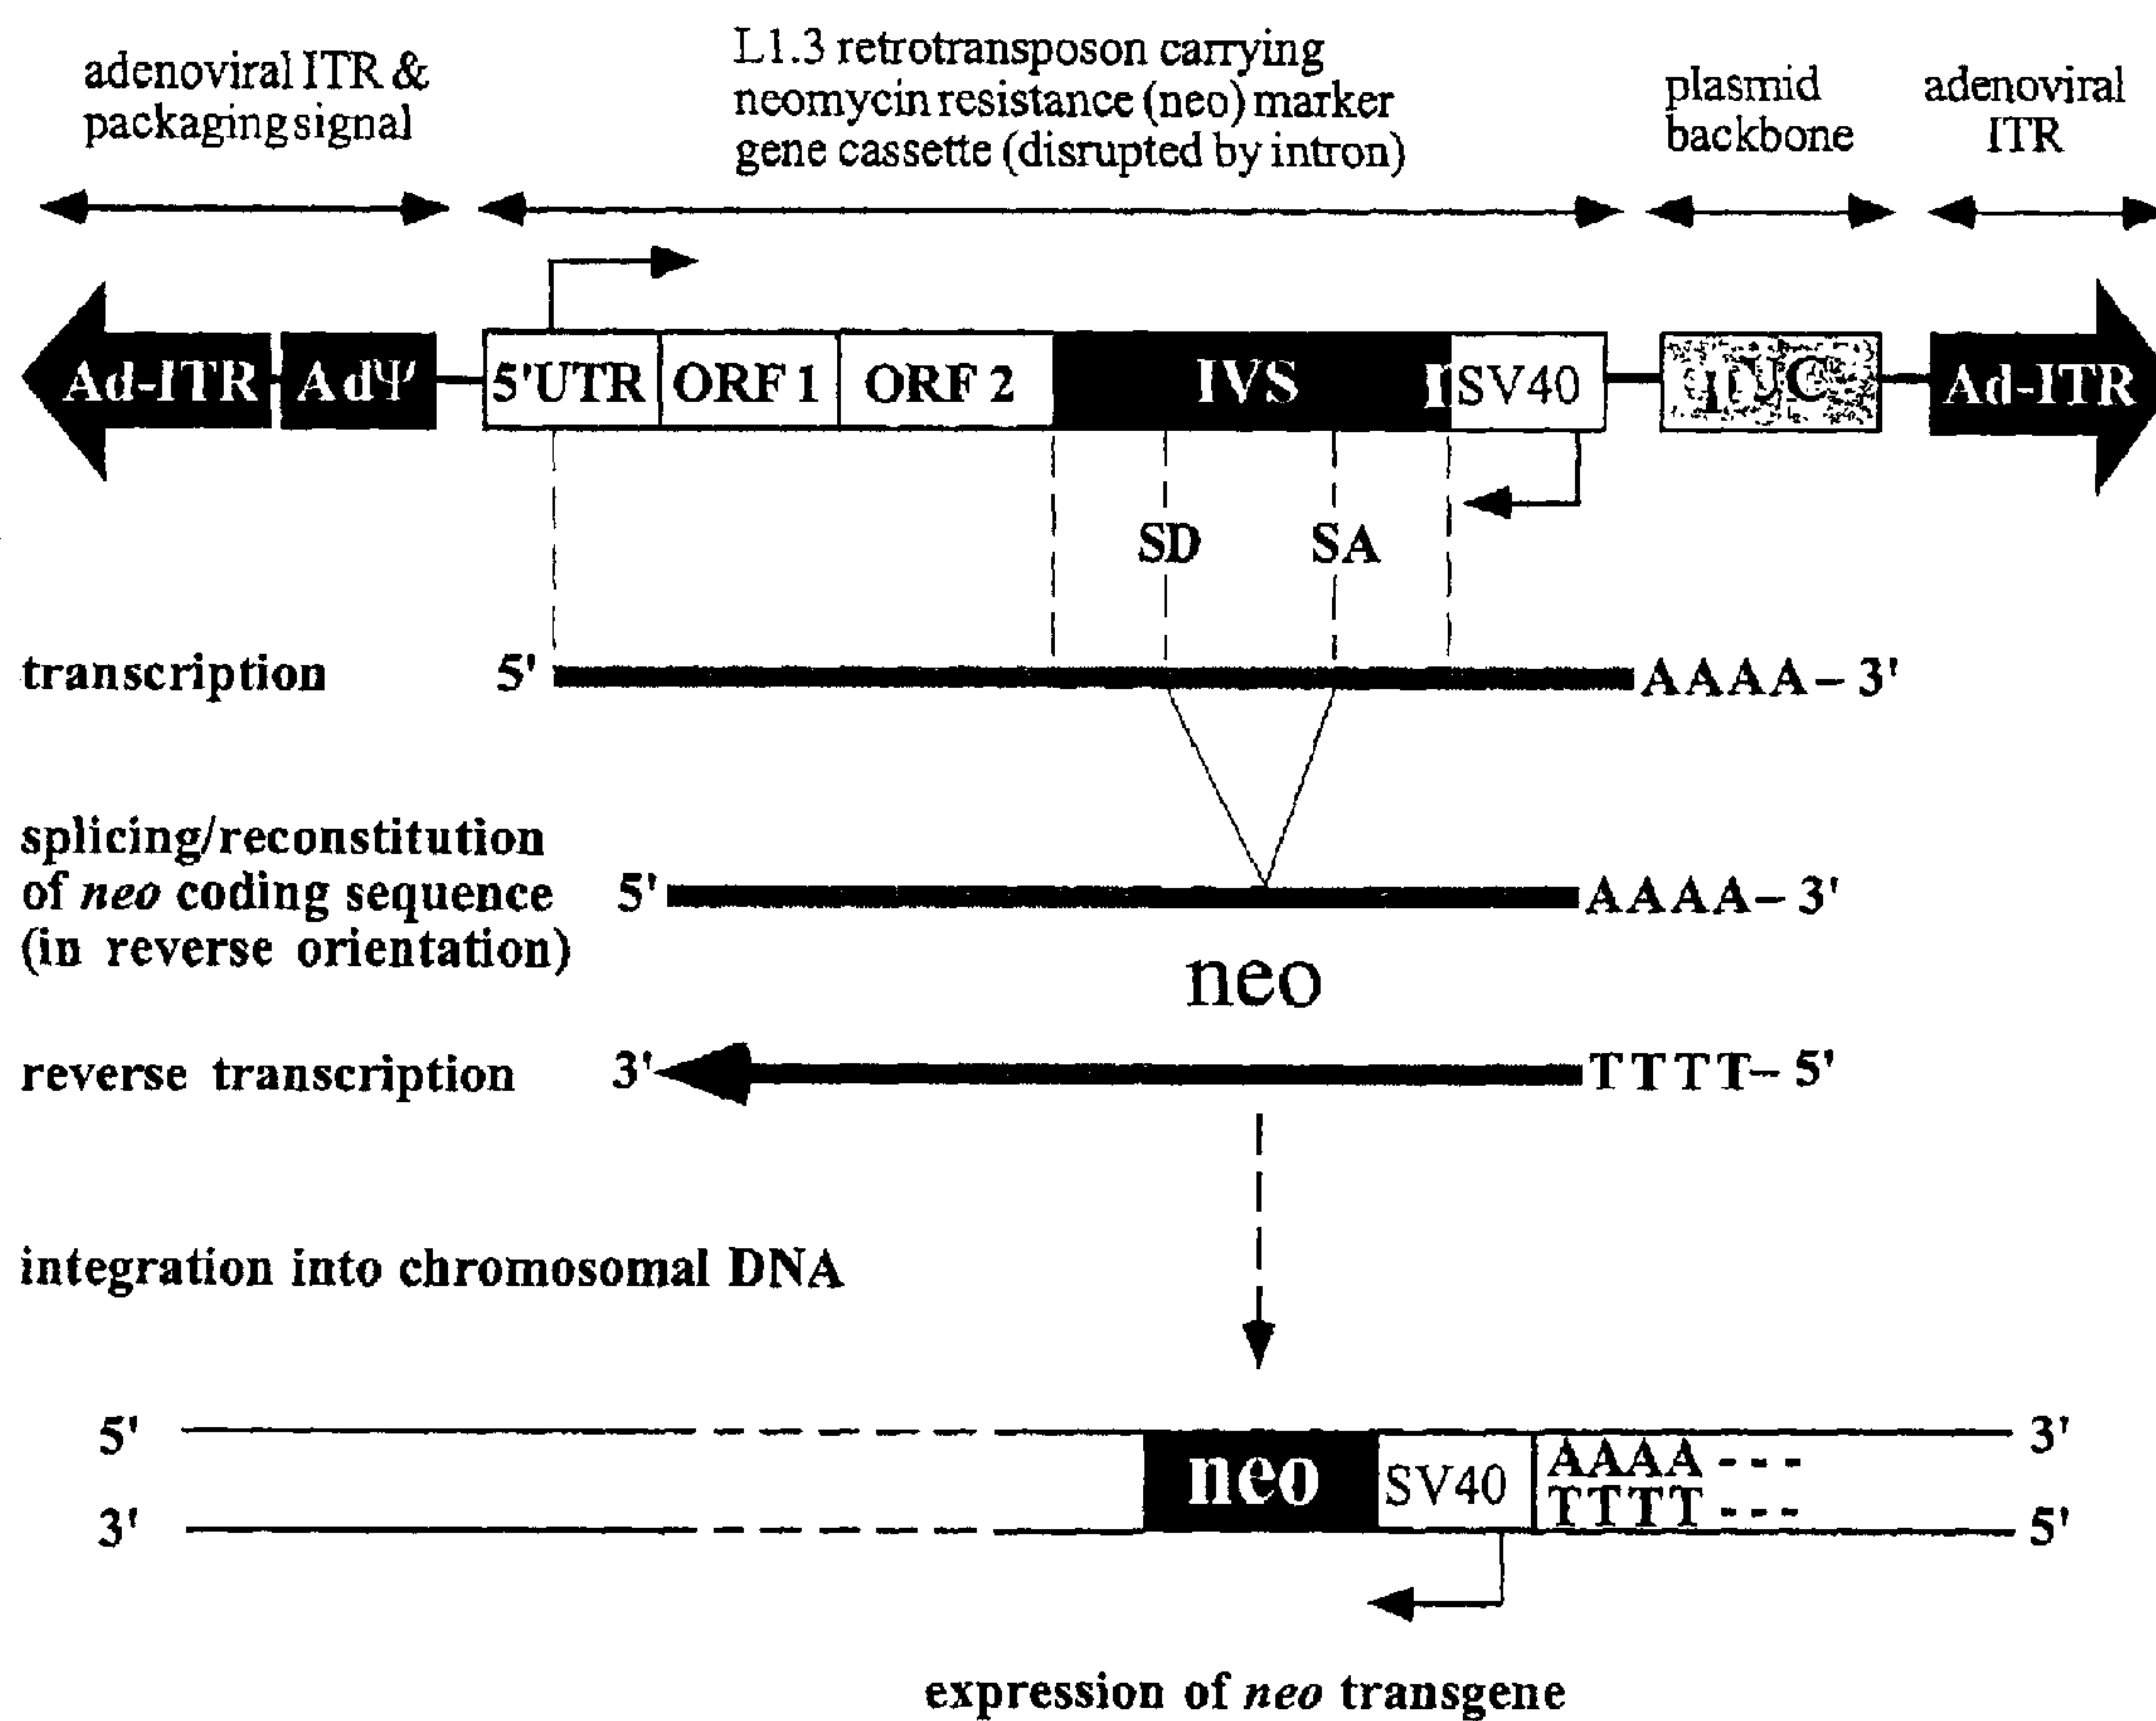 adenoviral ITR &
packaging signal
L1.3 retrotransposon carrying
neomycin resistance (neo) marker
gene cassette (disrupted by intron)
plasmid
backbone
adenoviral
ITR
Ad-ITR AdΨ 5'UTR ORF 1 ORF 2 IVS SV40 Ad-ITR
SD SA
transcription 5' AAAA – 3'
splicing/reconstitution
of neo coding sequence 5' AAAA – 3'
(in reverse orientation)
neo
reverse transcription 3' TTTT – 5'
integration into chromosomal DNA
5' 3'
neo SV40 AAAA ---
TTTT ---
3' 5'
expression of neo transgene